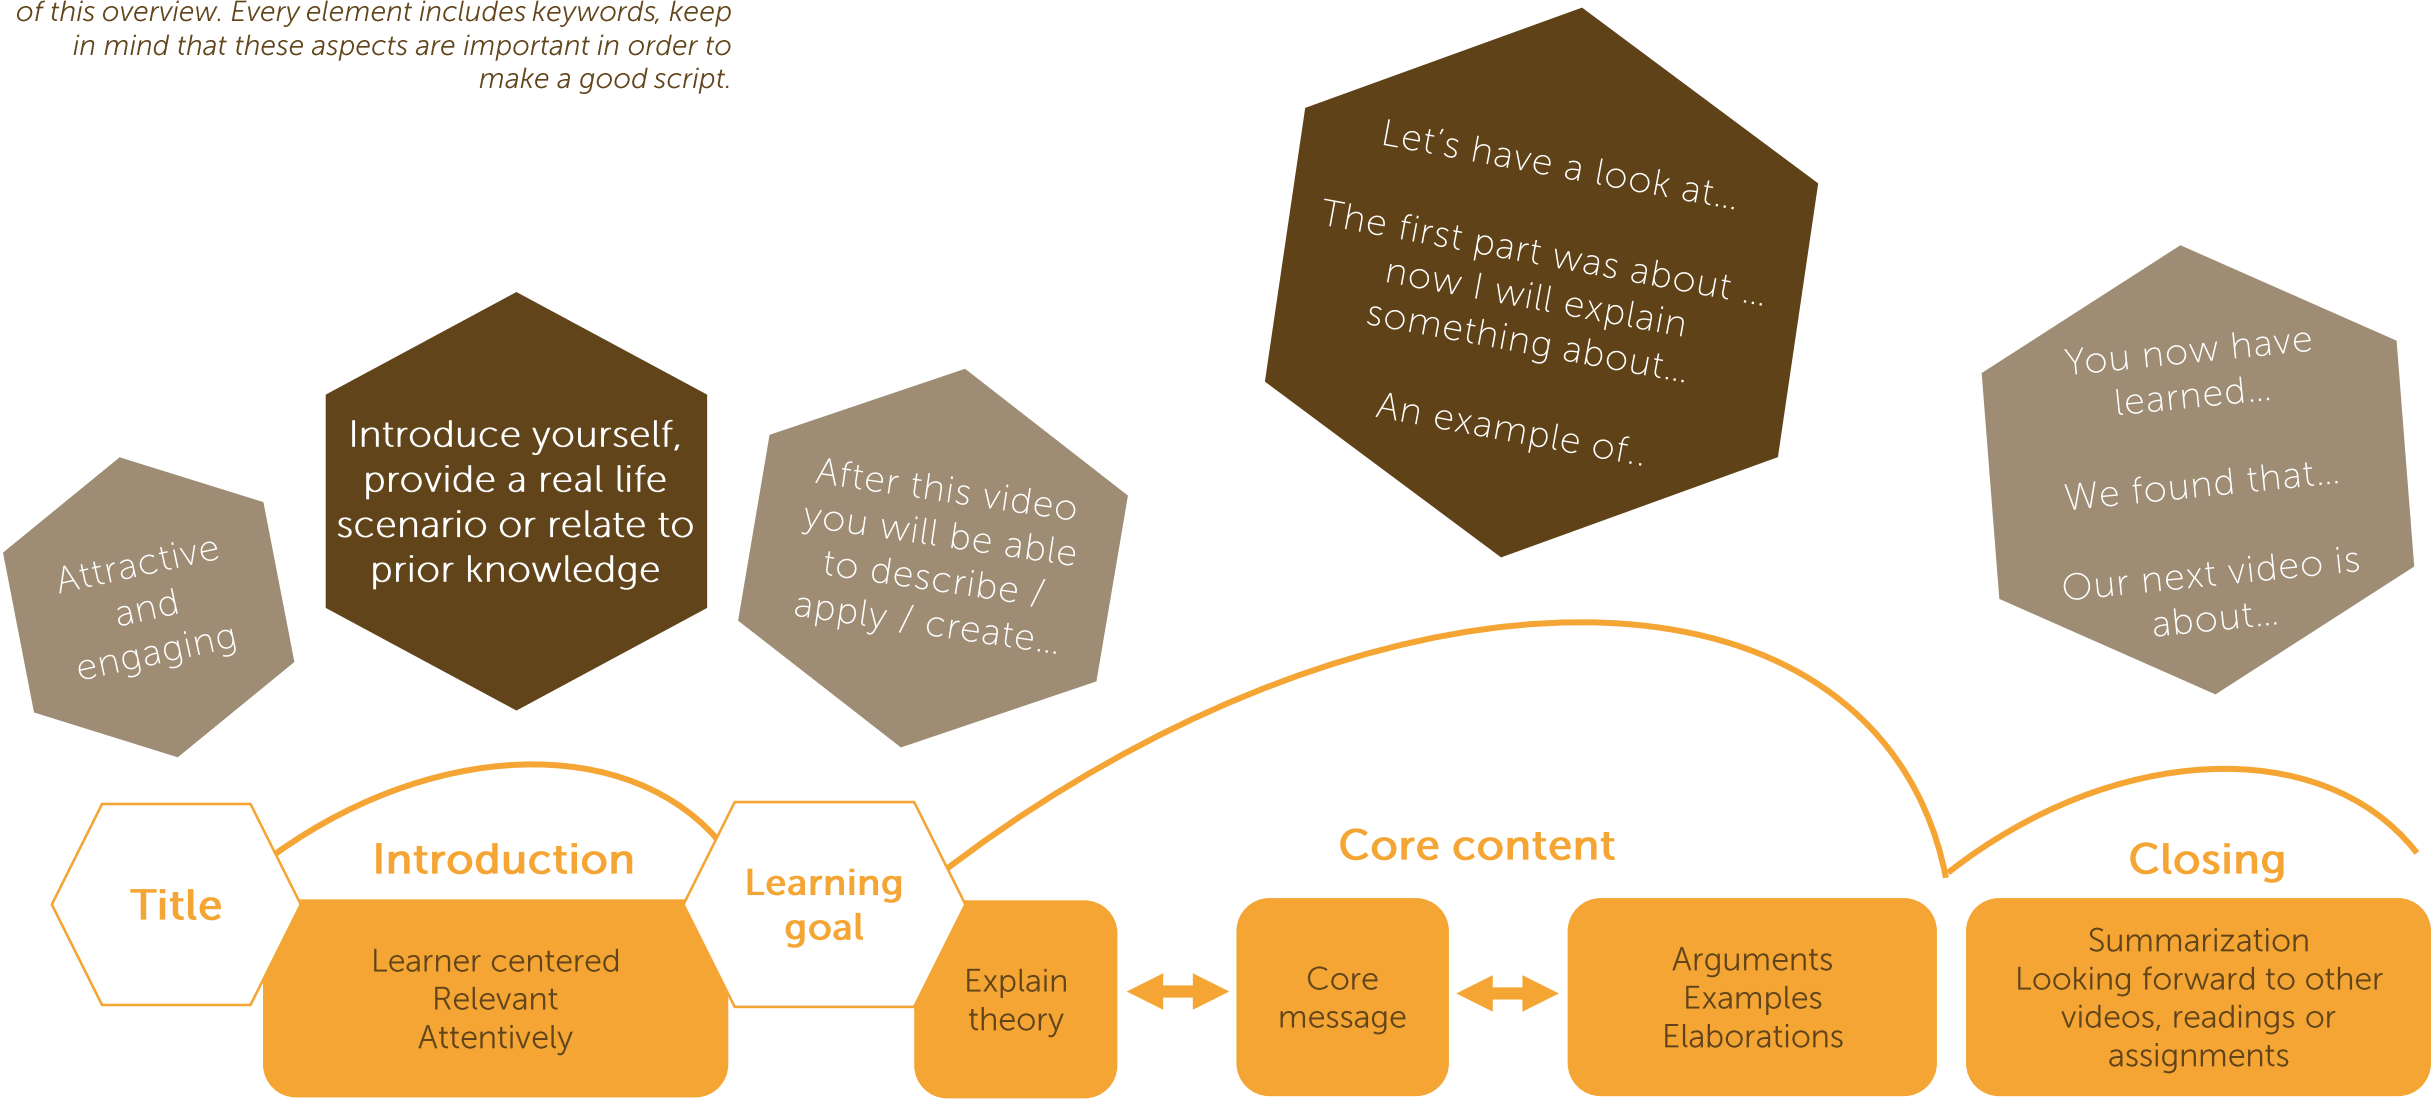 of this overview. Every element includes keywords, keep
in mind that these aspects are important in order to
make a good script.
Attractive
and
engaging
Introduce yourself,
provide a real life
scenario or relate to
prior knowledge
After this video
you will be able
to describe /
apply / create...
Let's have a look at...
The first part was about ...
now I will explain
something about...
An example of..
You now have
learned...
We found that...
Our next video is
about...
Title
Introduction
Learner centered
Relevant
Attentively
Learning
goal
Core content
Explain
theory
Core
message
Arguments
Examples
Elaborations
Closing
Summarization
Looking forward to other
videos, readings or
assignments